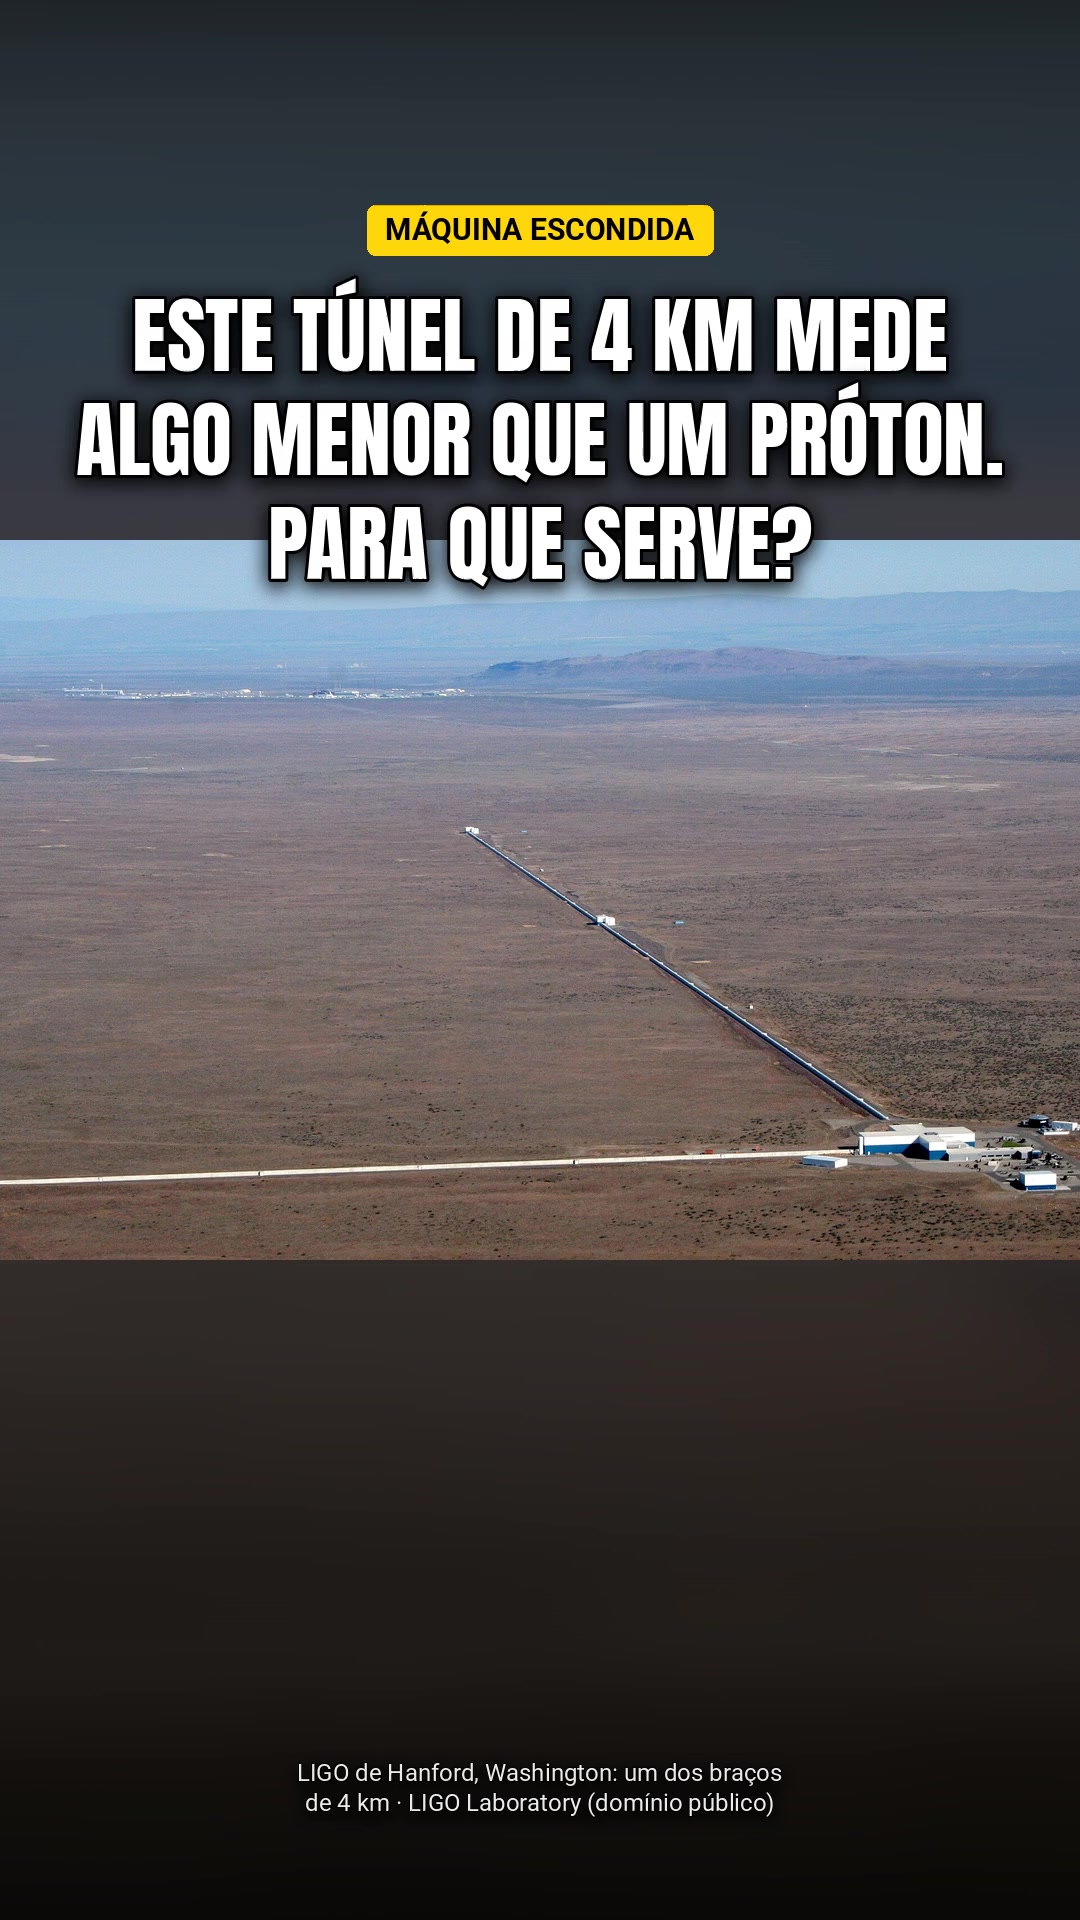 MÁQUINA ESCONDIDA
ESTE TÚNEL DE 4 KM MEDE
ALGO MENOR QUE UM PRÓTON.
PARA QUE SERVE?
LIGO de Hanford, Washington: um dos braços
de 4 km · LIGO Laboratory (domínio público)